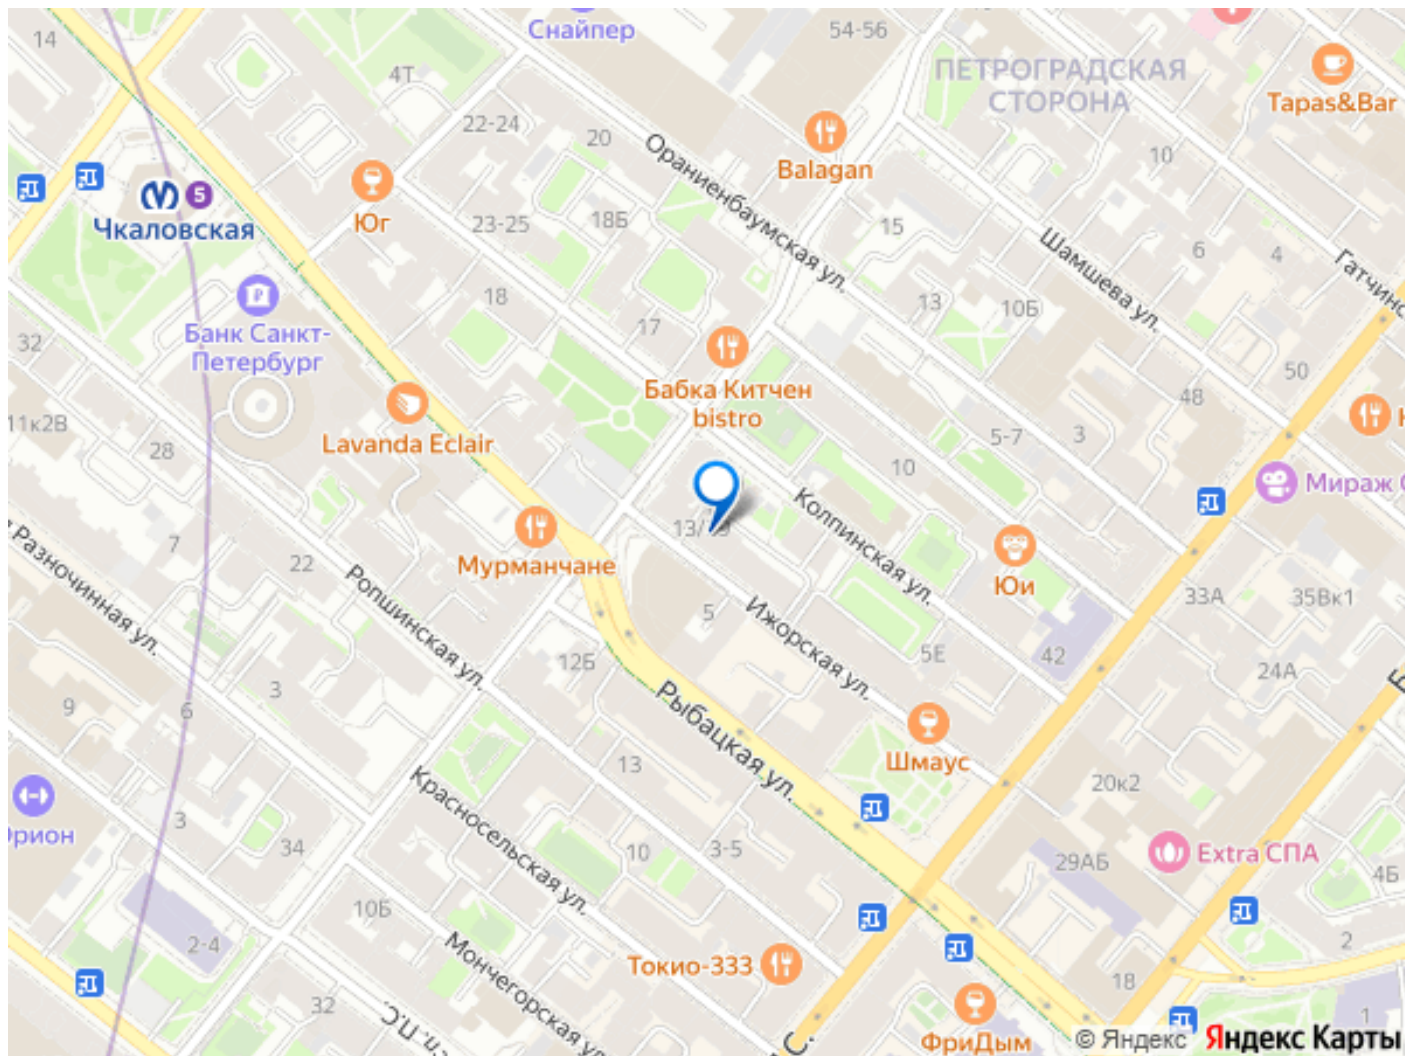 Снайпер
54-56
14
4Т
ПЕТРОГРАДСКАЯ
СТОРОНА
Tapas&Bar
22-24
20
Ораниенбаумская ул.
Balagan
10
5
Чкаловская
Юг
23-25
18Б
15
Шамшева ул.
6
4
Гатчинс
Банк Санкт-
Петербург
18
17
13
10Б
32
Бабка Китчен
bistro
50
48
11к2В
Lavanda Eclair
28
5-7
3
10
Мираж С
Колпинская ул.
13/
Мурманчане
7
22
Разночинная ул.
Ропшинская ул.
Юи
33А
35Вк1
5
Ижорская ул.
12Б
5Е
42
24А
3
9
6
Рыбацкая ул.
Шмаус
13
20к2
Красносельская ул.
Орион
3
34
10
3-5
29АБ
Extra СПА
4Б
10Б
2-4
Мончегорская ул.
Токио-333
2
32
18
ФриДым
1
© Яндекс
Яндекс Карты